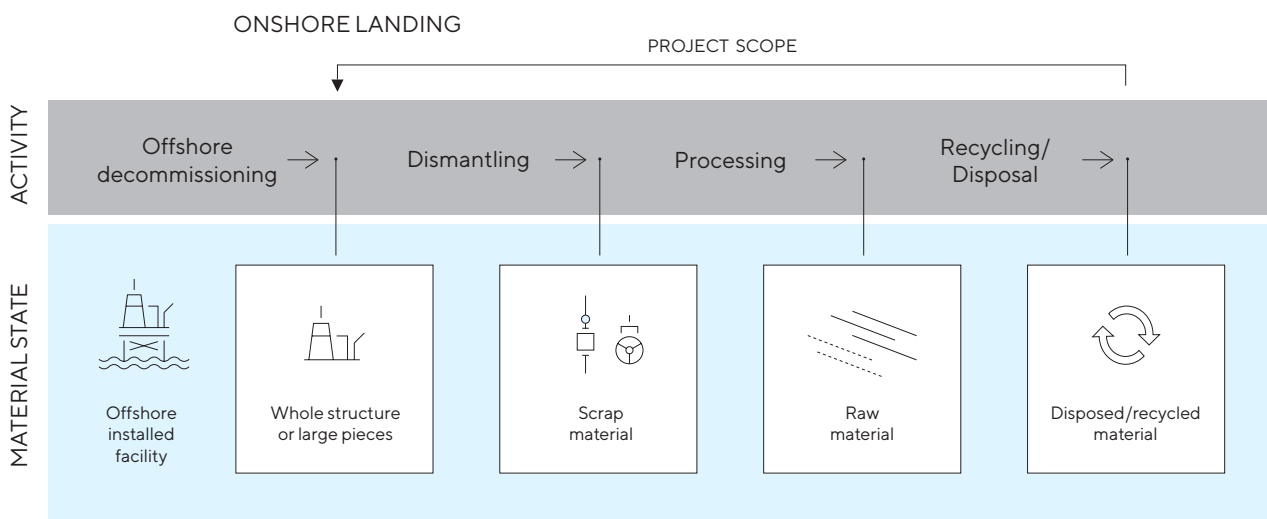 ONSHORE LANDING
PROJECT SCOPE
ACTIVITY
Offshore
decommissioning
Dismantling
Processing
Recycling/
Disposal
MATERIAL STATE
Offshore
installed
facility
Whole structure
or large pieces
Scrap
material
Raw
material
Disposed/recycled
material